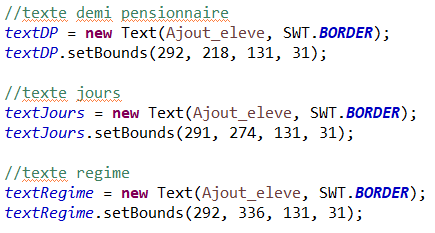 //texte demi pensionnaire
textDP = new Text(Ajout_eleve, SWT.BORDER);
textDP.setBounds(292, 218, 131, 31);
//texte jours
textJours = new Text(Ajout_eleve, SWT.BORDER);
textJours.setBounds(291, 274, 131, 31);
//texte regime
textRegime = new Text(Ajout_eleve, SWT.BORDER);
textRegime.setBounds(292, 336, 131, 31);